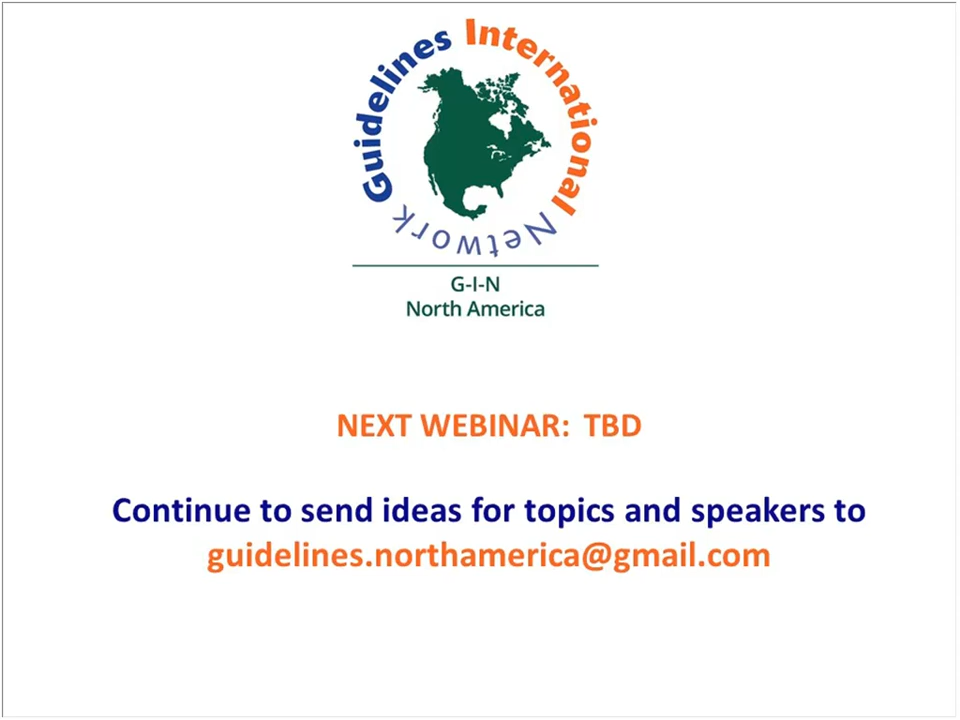 Guidelines International Network
G-I-N
North America
NEXT WEBINAR: TBD
Continue to send ideas for topics and speakers to
guidelines.northamerica@gmail.com